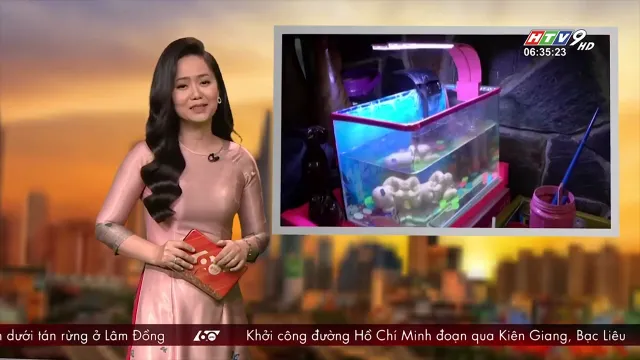 HTV9 HD
06:35:23
dưới tán rừng ở Lâm Đồng 60 Khởi công đường Hồ Chí Minh đoạn qua Kiên Giang, Bạc Liêu